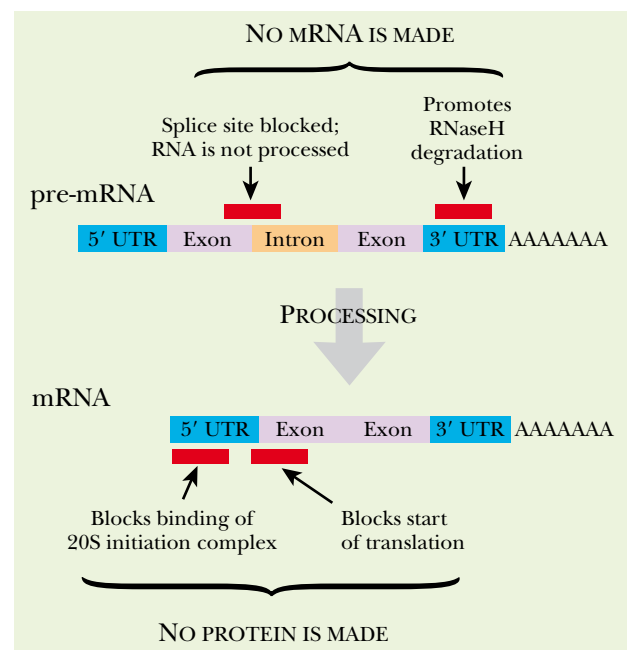 NO MRNA IS MADE
Splice site blocked;
RNA is not processed
Promotes
RNaseH
degradation
pre-mRNA
5′ UTR Exon Intron Exon 3′ UTR AAAAAAA
PROCESSING
mRNA
5′ UTR Exon Exon 3′ UTR AAAAAAA
Blocks binding of
20S initiation complex
Blocks start
of translation
NO PROTEIN IS MADE